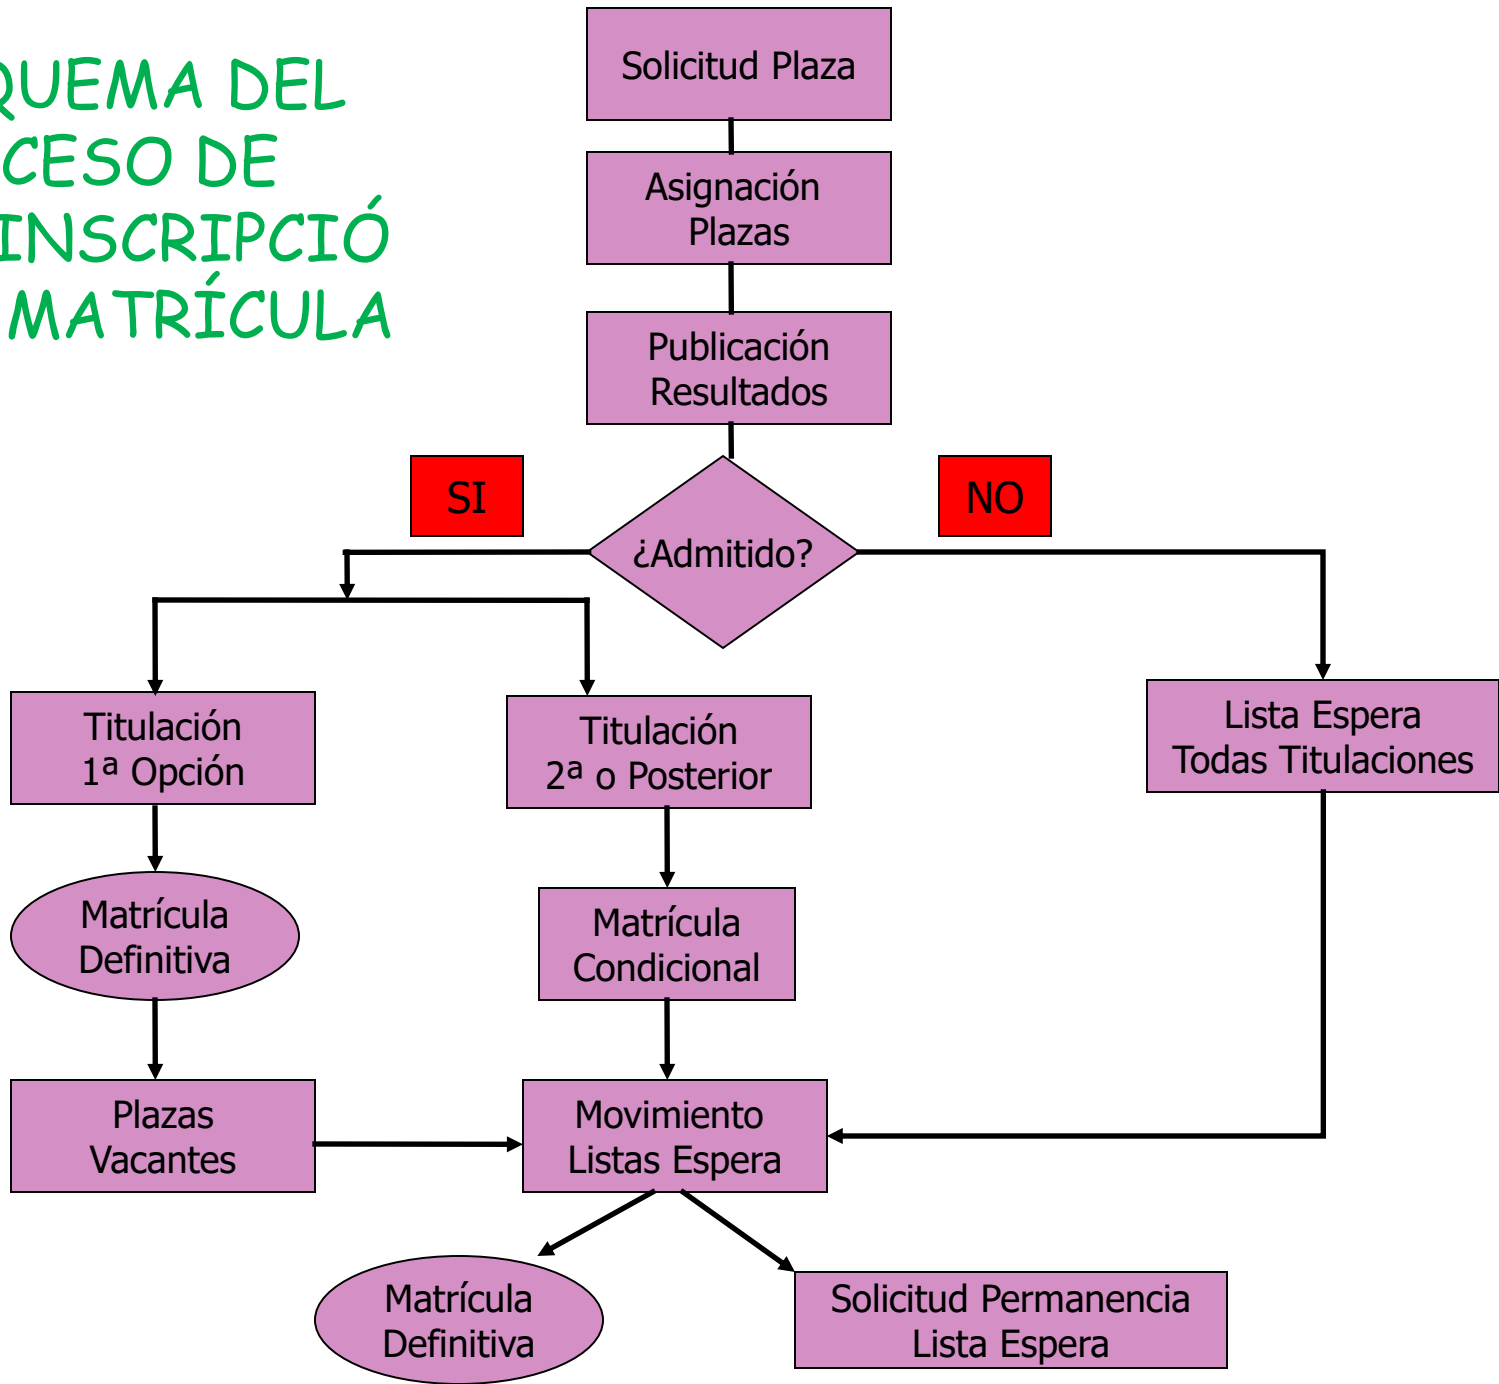 QUEMA DEL
CESO DE
INSCRIPCIÓ
MATRÍCULA
Solicitud Plaza
Asignación
Plazas
Publicación
Resultados
SI
NO
¿Admitido?
Titulación
1ª Opción
Titulación
2ª o Posterior
Lista Espera
Todas Titulaciones
Matrícula
Definitiva
Matrícula
Condicional
Plazas
Vacantes
Movimiento
Listas Espera
Matrícula
Definitiva
Solicitud Permanencia
Lista Espera